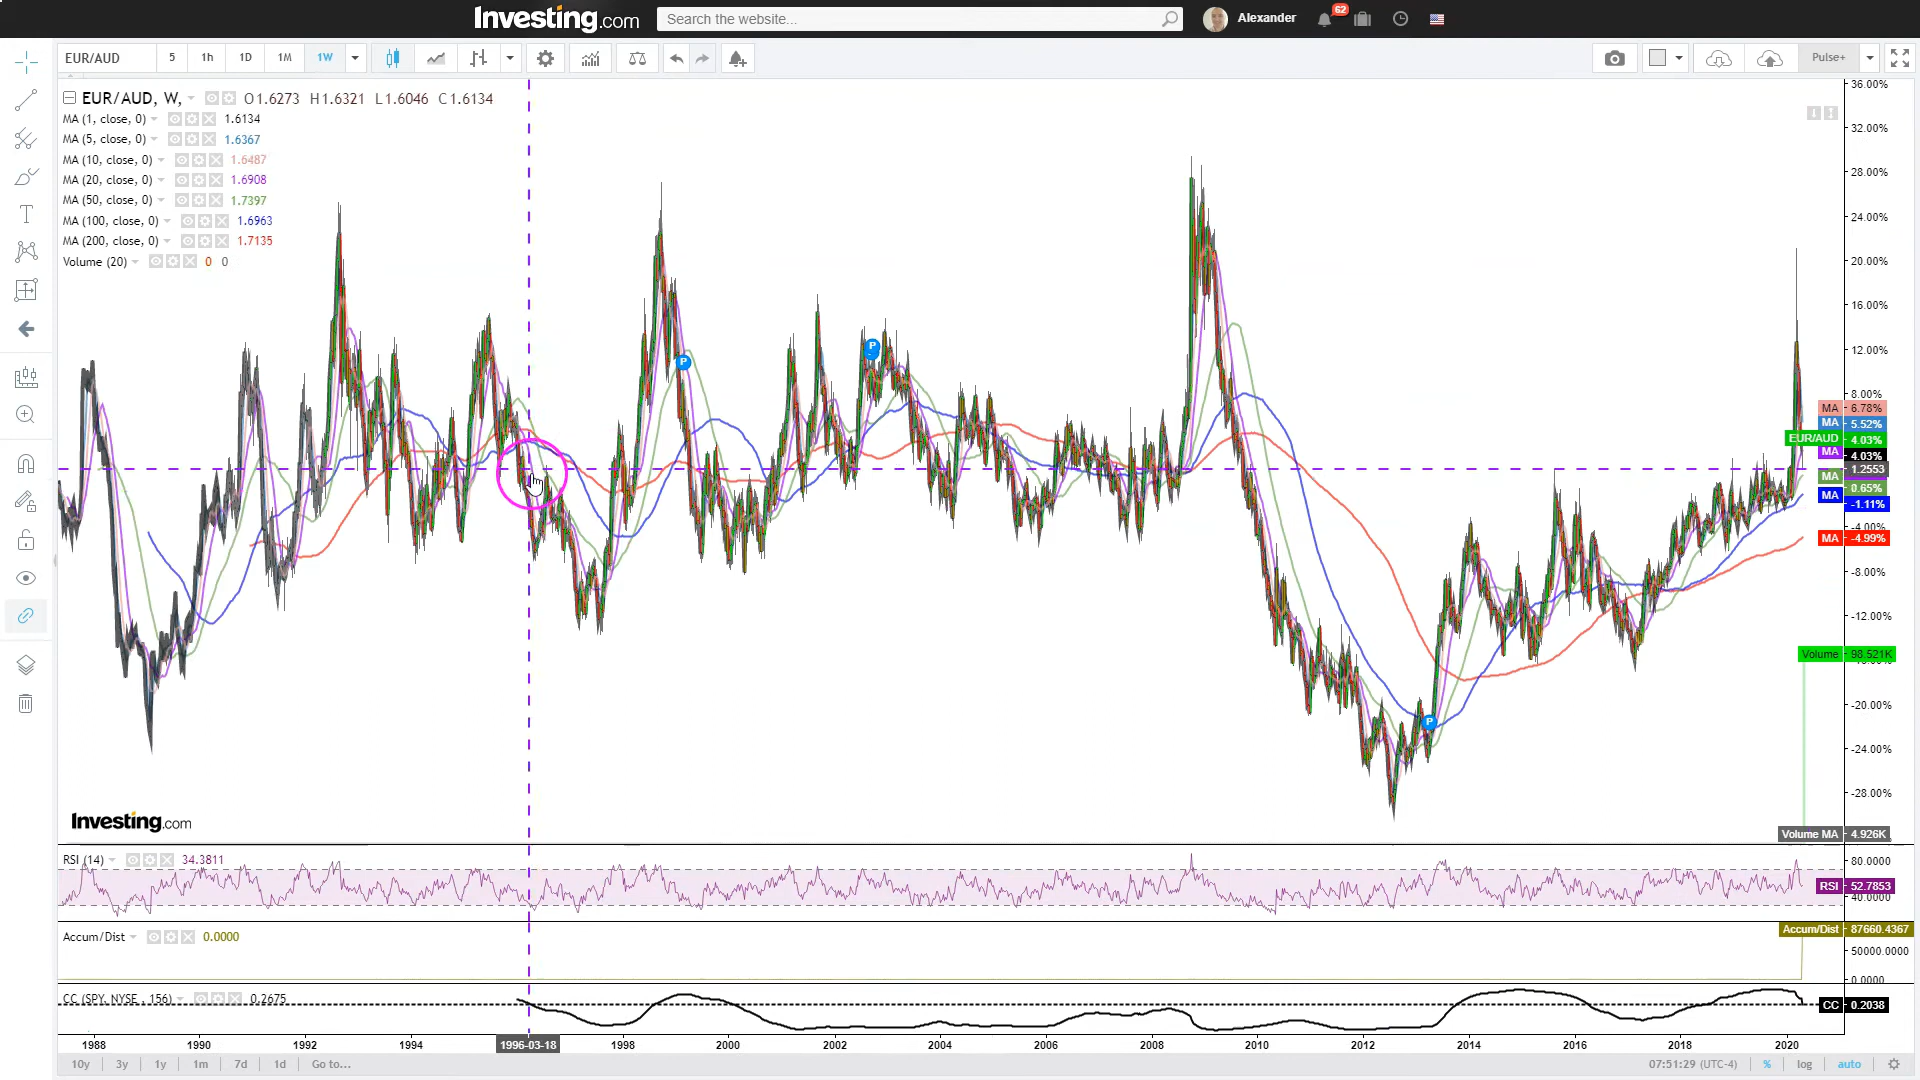 Investing.com
Search the website...
Alexander
62
EUR/AUD
5
1h
1D
1M
1W
Pulse+
EUR/AUD, W, O1.6273 H1.6321 L1.6046 C1.6134
MA (1, close, 0) 1.6134
MA (5, close, 0) 1.6367
MA (10, close, 0) 1.6487
MA (20, close, 0) 1.6908
MA (50, close, 0) 1.7397
MA (100, close, 0) 1.6963
MA (200, close, 0) 1.7135
Volume (20) 0 0
P
P
P
36.00%
32.00%
28.00%
24.00%
20.00%
16.00%
12.00%
8.00%
MA 6.78%
MA 5.52%
EUR/AUD 4.03%
MA 4.03%
1.2553
MA 0.65%
MA -1.11%
-4.00%
MA -4.99%
-8.00%
-12.00%
Volume 98.521K
-20.00%
-24.00%
-28.00%
Volume MA 4.926K
Investing.com
RSI (14) 34.3811
80.0000
RSI 52.7853
40.0000
Accum/Dist 0.0000
Accum/Dist 87660.4367
50000.0000
0.0000
CC (SPY, NYSE , 156) 0.2675
CC 0.2038
1988 1990 1992 1994 1996-03-18 1998 2000 2002 2004 2006 2008 2010 2012 2014 2016 2018 2020
10y 3y 1y 1m 7d 1d Go to...
07:51:29 (UTC-4) % log auto